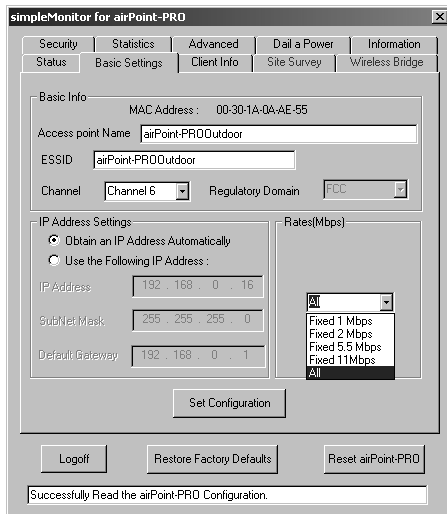 simpleMonitor for airPoint-PRO
Security Statistics Advanced Dail a Power Information
Status Basic Settings Client Info Site Survey Wireless Bridge
Basic Info
MAC Address : 00-30-1A-0A-AE-55
Access point Name airPoint-PROOutdoor
ESSID airPoint-PROOutdoor
Channel Channel 6 Regulatory Domain FCC
IP Address Settings
Obtain an IP Address Automatically
Use the Following IP Address :
IP Address 192 . 168 . 0 . 16
SubNet Mask 255 . 255 . 255 . 0
Default Gateway 192 . 168 . 0 . 1
Rates(Mbps)
All
Fixed 1 Mbps
Fixed 2 Mbps
Fixed 5.5 Mbps
Fixed 11Mbps
All
Set Configuration
Logoff Restore Factory Defaults Reset airPoint-PRO
Successfully Read the airPoint-PRO Configuration.